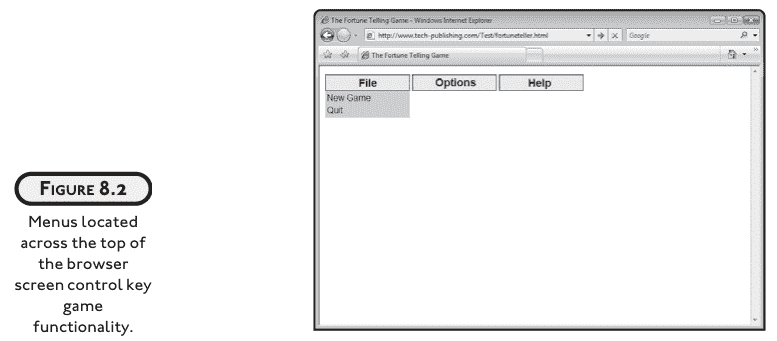 The Fortune Telling Game - Windows Internet Explorer
http://www.tech-publishing.com/Test/fortuneteller.html
Google
The Fortune Telling Game
File Options Help
New Game
Quit
FIGURE 8.2
Menus located
across the top of
the browser
screen control key
game
functionality.